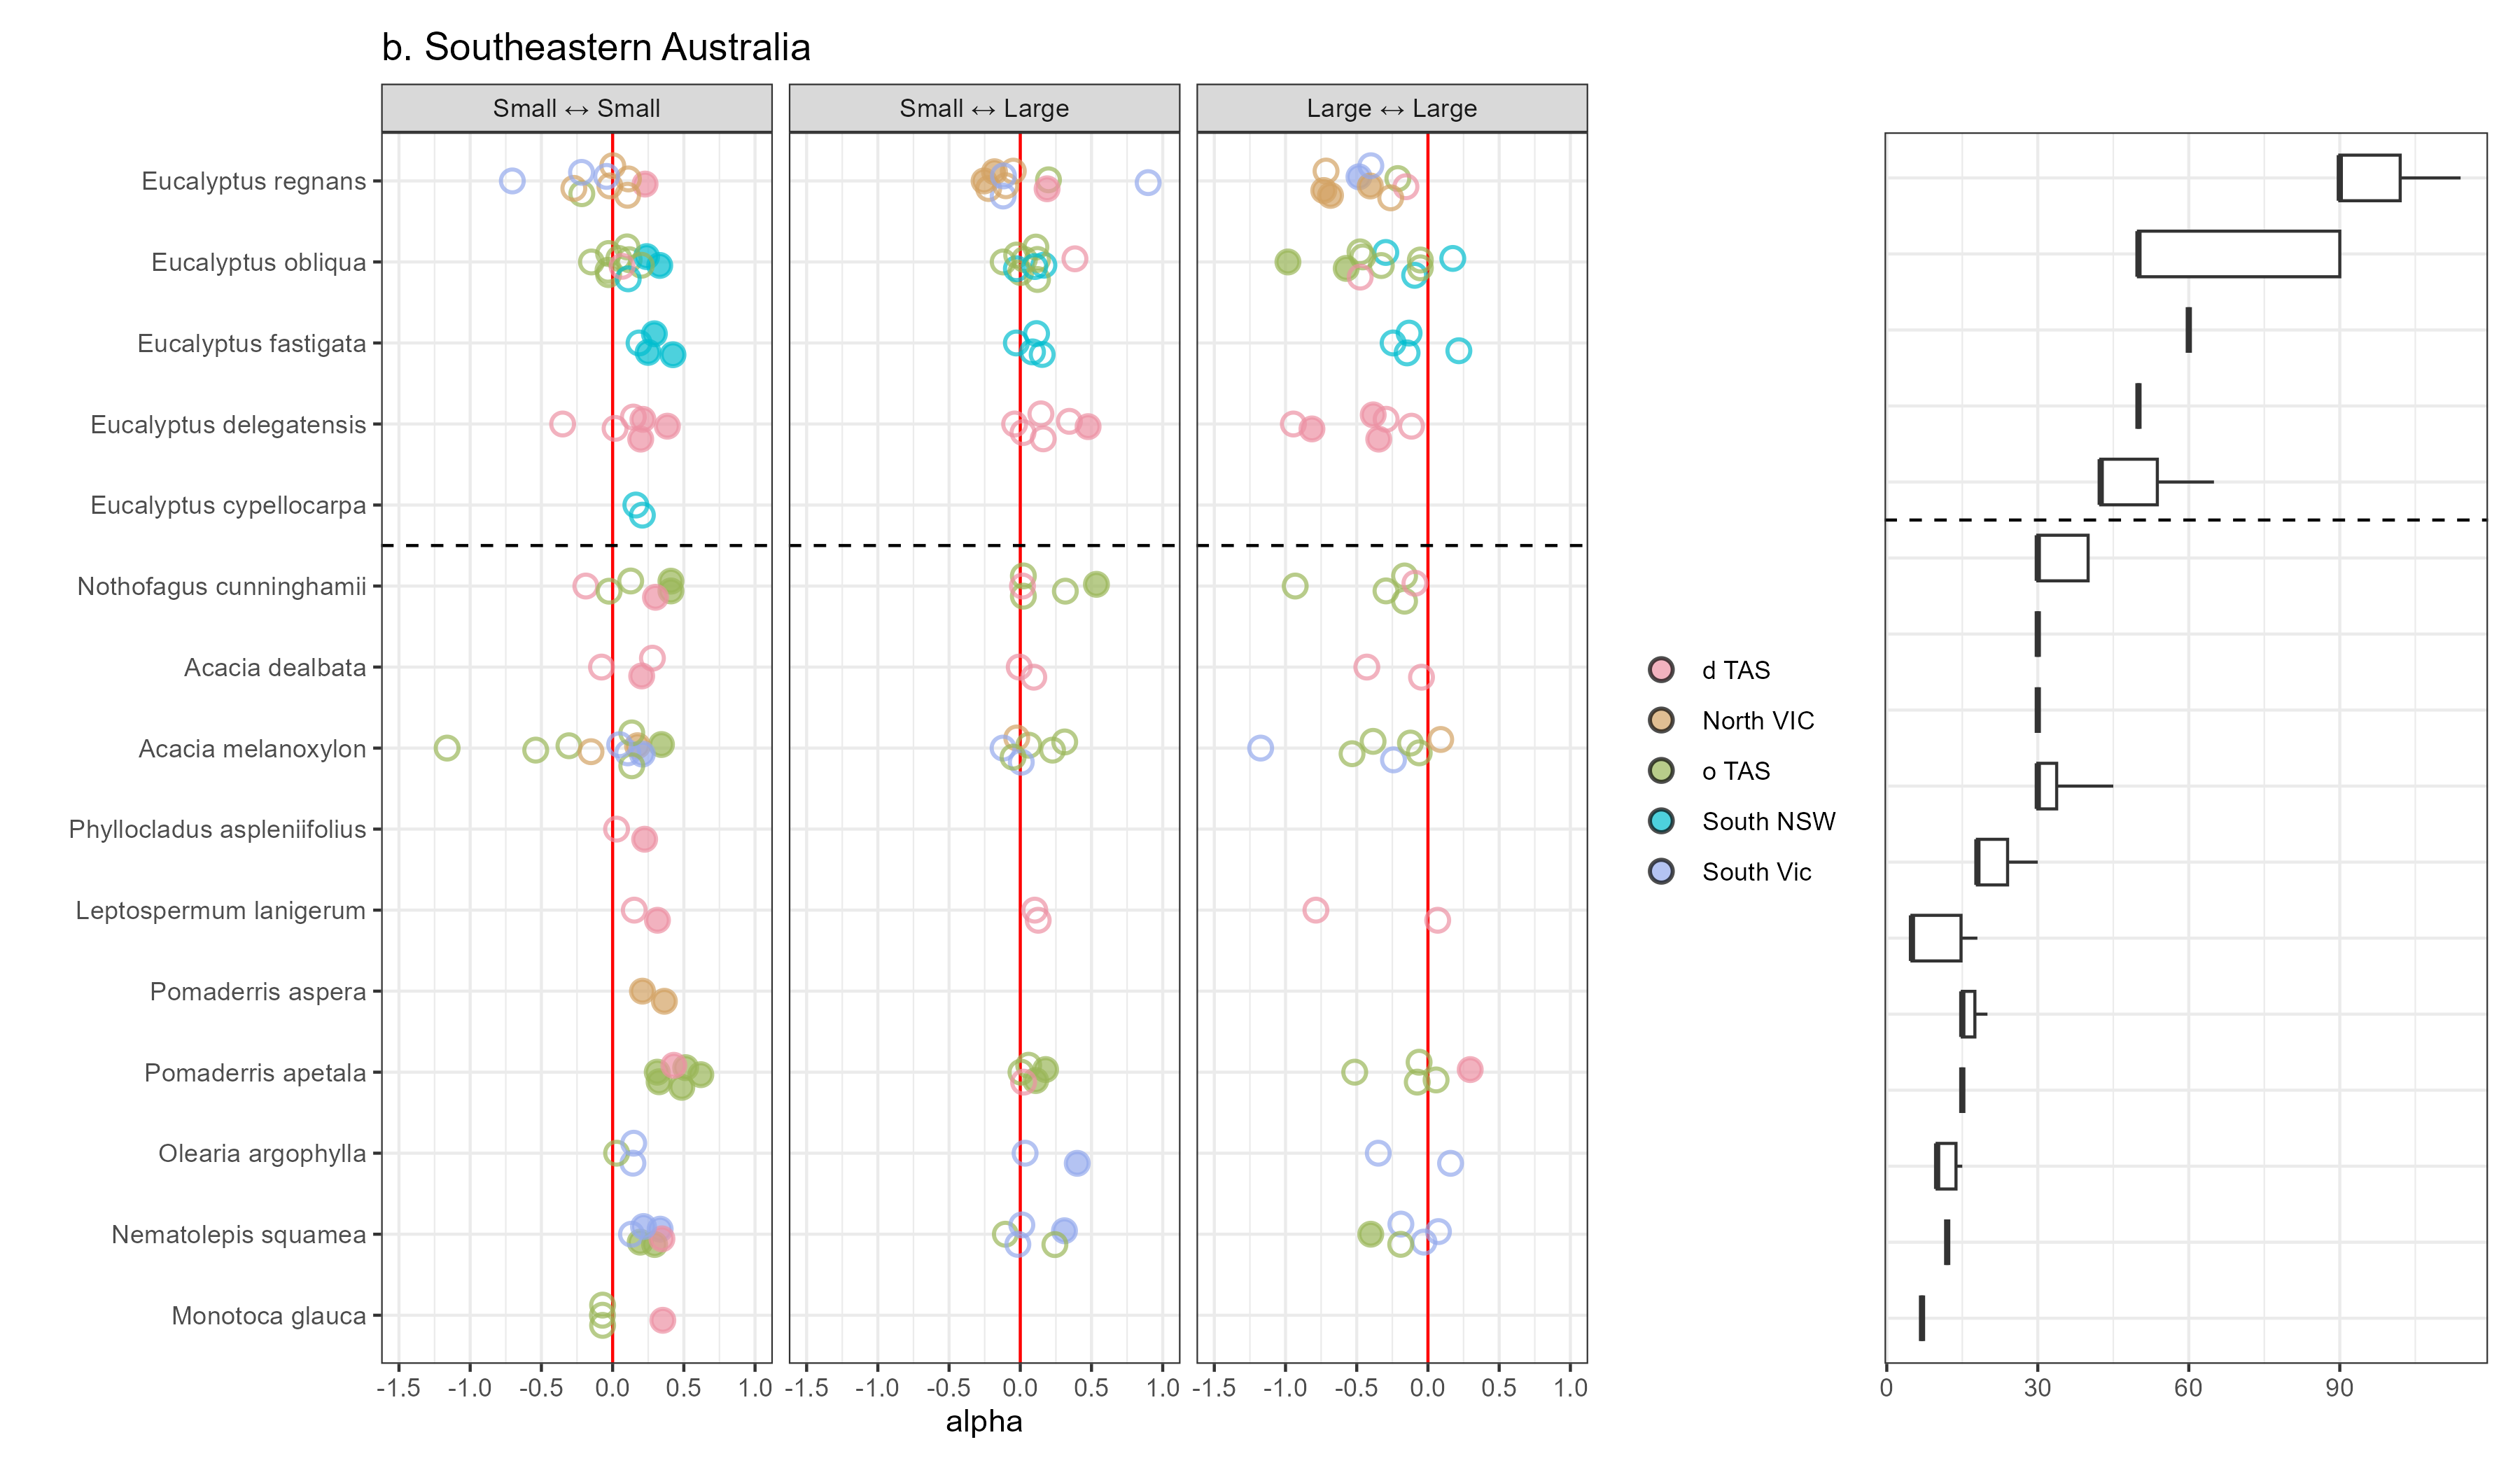 b. Southeastern Australia
Small ↔ Small
Small ↔ Large
Large ↔ Large
Eucalyptus regnans
Eucalyptus obliqua
Eucalyptus fastigata
Eucalyptus delegatensis
Eucalyptus cypellocarpa
Nothofagus cunninghamii
Acacia dealbata
Acacia melanoxylon
Phyllocladus aspleniifolius
Leptospermum lanigerum
Pomaderris aspera
Pomaderris apetala
Olearia argophylla
Nematolepis squamea
Monotoca glauca
d TAS
North VIC
o TAS
South NSW
South Vic
-1.5 -1.0 -0.5 0.0 0.5 1.0
-1.5 -1.0 -0.5 0.0 0.5 1.0
-1.5 -1.0 -0.5 0.0 0.5 1.0
0 30 60 90
alpha